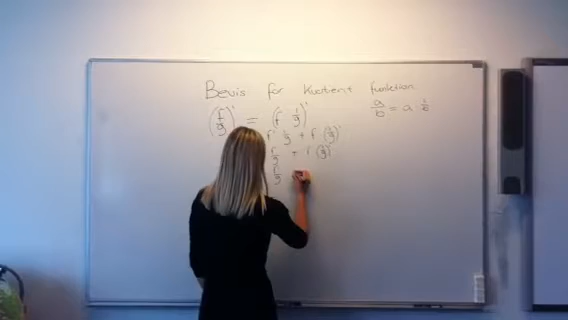 Bevis for Kvotient funktion
(f/g)' = (f · 1/g)'
a/b = a · 1/b
f' · 1/g + f · (1/g)'
f'/g + f · (1/g)'
f'/g